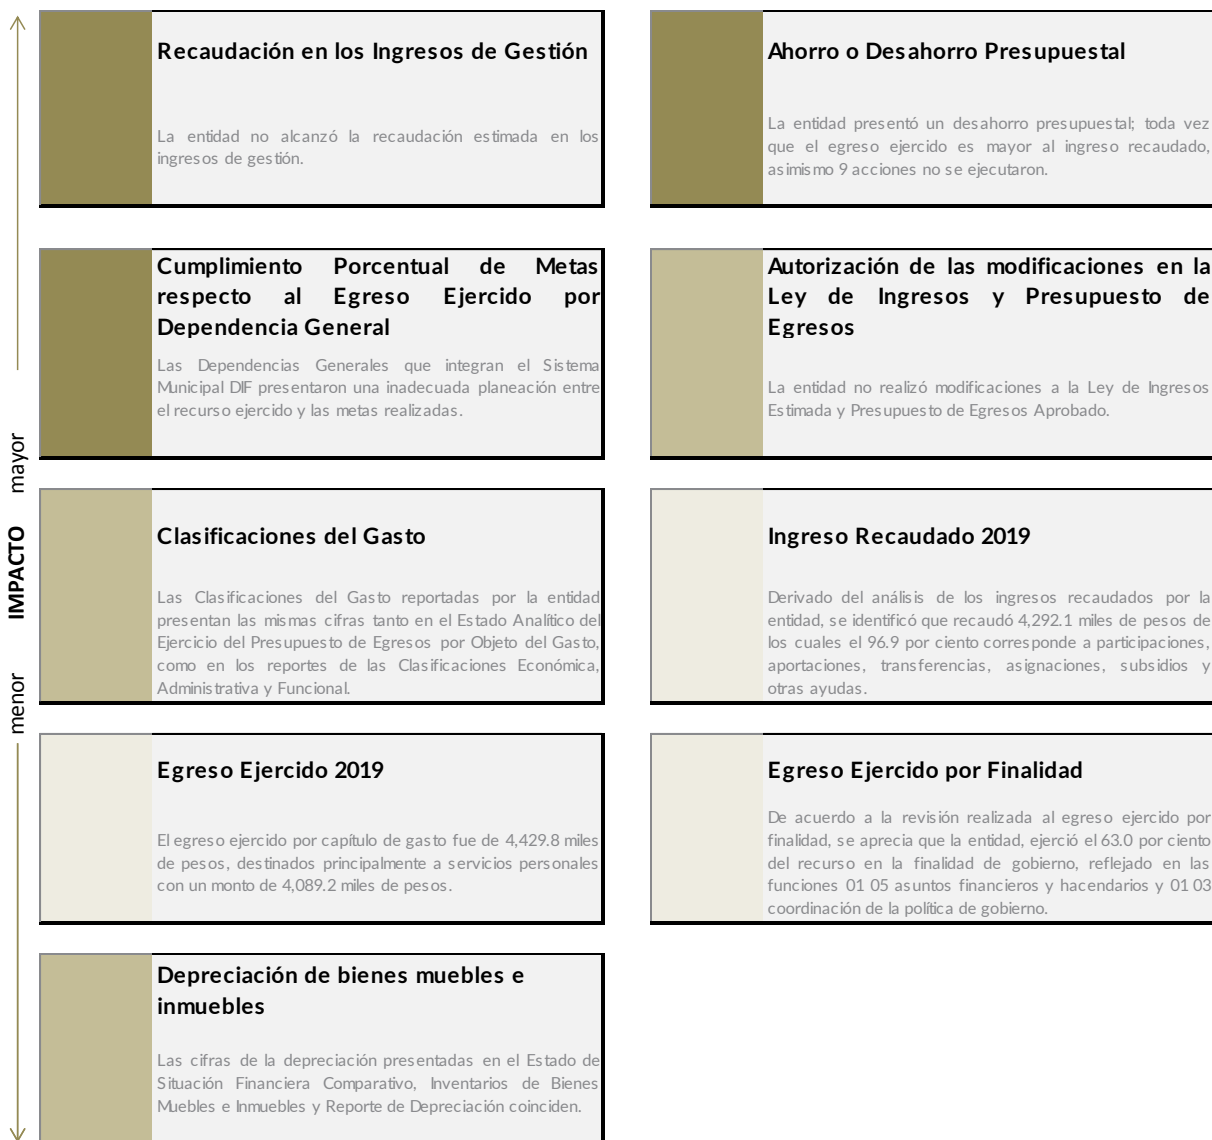 Recaudación en los Ingresos de Gestión
La entidad no alcanzó la recaudación estimada en los
ingresos de gestión.
Ahorro o Desahorro Presupuestal
La entidad presentó un desahorro presupuestal; toda vez
que el egreso ejercido es mayor al ingreso recaudado,
asimismo 9 acciones no se ejecutaron.
Cumplimiento Porcentual de Metas
respecto al Egreso Ejercido por
Dependencia General
Las Dependencias Generales que integran el Sistema
Municipal DIF presentaron una inadecuada planeación entre
el recurso ejercido y las metas realizadas.
Autorización de las modificaciones en la
Ley de Ingresos y Presupuesto de
Egresos
La entidad no realizó modificaciones a la Ley de Ingresos
Estimada y Presupuesto de Egresos Aprobado.
mayor
IMPACTO
menor
Clasificaciones del Gasto
Las Clasificaciones del Gasto reportadas por la entidad
presentan las mismas cifras tanto en el Estado Analítico del
Ejercicio del Presupuesto de Egresos por Objeto del Gasto,
como en los reportes de las Clasificaciones Económica,
Administrativa y Funcional.
Ingreso Recaudado 2019
Derivado del análisis de los ingresos recaudados por la
entidad, se identificó que recaudó 4,292.1 miles de pesos de
los cuales el 96.9 por ciento corresponde a participaciones,
aportaciones, transferencias, asignaciones, subsidios y
otras ayudas.
Egreso Ejercido 2019
El egreso ejercido por capítulo de gasto fue de 4,429.8 miles
de pesos, destinados principalmente a servicios personales
con un monto de 4,089.2 miles de pesos.
Egreso Ejercido por Finalidad
De acuerdo a la revisión realizada al egreso ejercido por
finalidad, se aprecia que la entidad, ejerció el 63.0 por ciento
del recurso en la finalidad de gobierno, reflejado en las
funciones 01 05 asuntos financieros y hacendarios y 01 03
coordinación de la política de gobierno.
Depreciación de bienes muebles e
inmuebles
Las cifras de la depreciación presentadas en el Estado de
Situación Financiera Comparativo, Inventarios de Bienes
Muebles e Inmuebles y Reporte de Depreciación coinciden.